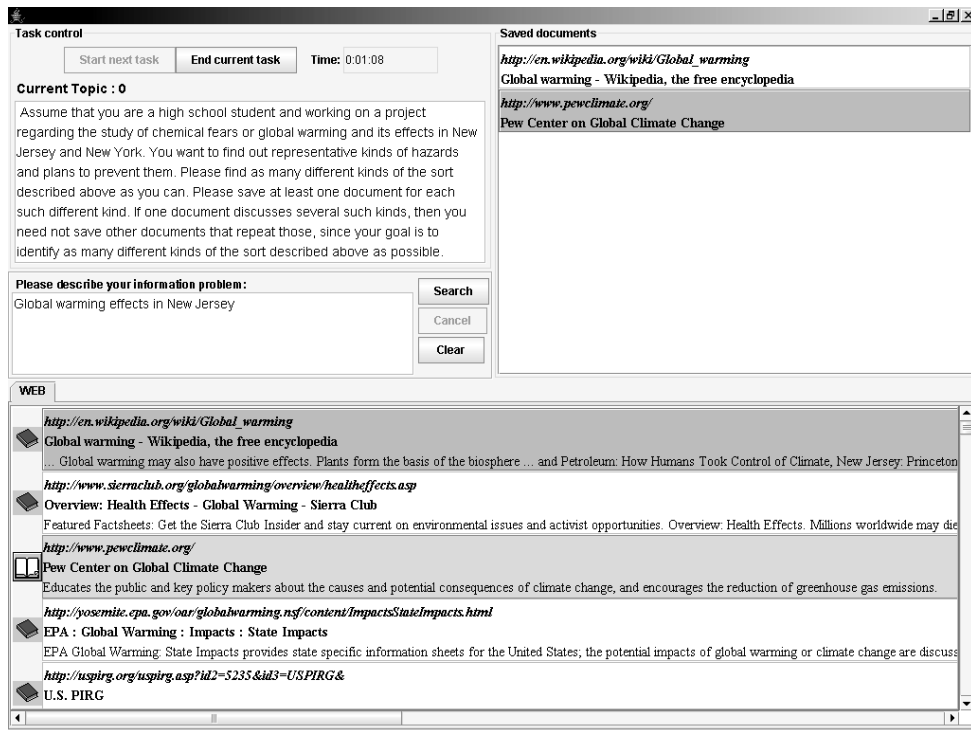 Task control
Start next task
End current task
Time: 0:01:08
Current Topic : 0
Assume that you are a high school student and working on a project
regarding the study of chemical fears or global warming and its effects in New
Jersey and New York. You want to find out representative kinds of hazards
and plans to prevent them. Please find as many different kinds of the sort
described above as you can. Please save at least one document for each
such different kind. If one document discusses several such kinds, then you
need not save other documents that repeat those, since your goal is to
identify as many different kinds of the sort described above as possible.
Please describe your information problem:
Global warming effects in New Jersey
Search
Cancel
Clear
Saved documents
http://en.wikipedia.org/wiki/Global_warming
Global warming - Wikipedia, the free encyclopedia
http://www.pewclimate.org/
Pew Center on Global Climate Change
WEB
http://en.wikipedia.org/wiki/Global_warming
Global warming - Wikipedia, the free encyclopedia
... Global warming may also have positive effects. Plants form the basis of the biosphere ... and Petroleum: How Humans Took Control of Climate, New Jersey: Princeton
http://www.sierraclub.org/globalwarming/overview/healtheffects.asp
Overview: Health Effects - Global Warming - Sierra Club
Featured Factsheets: Get the Sierra Club Insider and stay current on environmental issues and activist opportunities. Overview: Health Effects. Millions worldwide may die
http://www.pewclimate.org/
Pew Center on Global Climate Change
Educates the public and key policy makers about the causes and potential consequences of climate change, and encourages the reduction of greenhouse gas emissions.
http://yosemite.epa.gov/oar/globalwarming.nsf/content/ImpactsStateImpacts.html
EPA : Global Warming : Impacts : State Impacts
EPA Global Warming: State Impacts provides state specific information sheets for the United States; the potential impacts of global warming or climate change are discuss
http://uspirg.org/uspirg.asp?id2=5235&id3=USPIRG&
U.S. PIRG